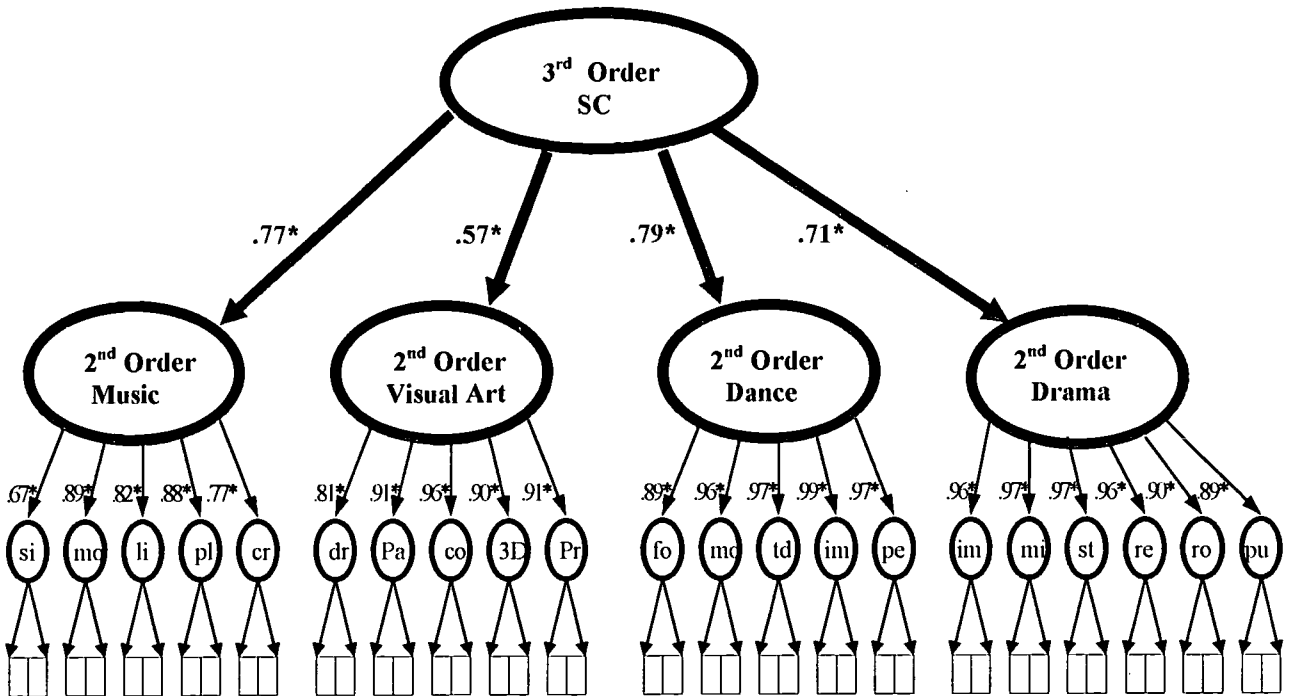 3rd Order
SC
.77* .57* .79* .71*
2nd Order
Music
2nd Order
Visual Art
2nd Order
Dance
2nd Order
Drama
.67* .89* .82* .88* .77* .81* .91* .96* .90* .91* .89* .96* .97* .99* .97* .96* .97* .97* .96* .90* .89*
si mo li pl cr dr Pa co 3D Pr fo mo td im pe im mi st re ro pu